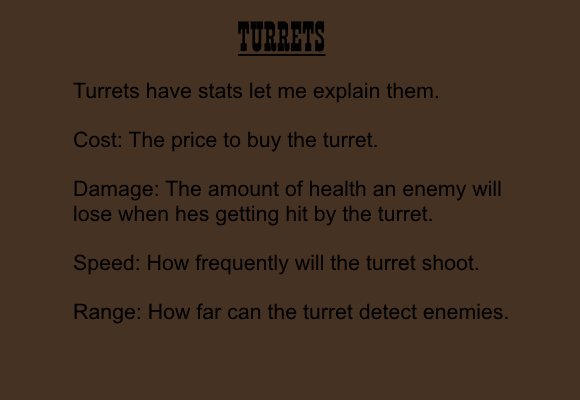 TURRETS
Turrets have stats let me explain them.
Cost: The price to buy the turret.
Damage: The amount of health an enemy will
lose when hes getting hit by the turret.
Speed: How frequently will the turret shoot.
Range: How far can the turret detect enemies.